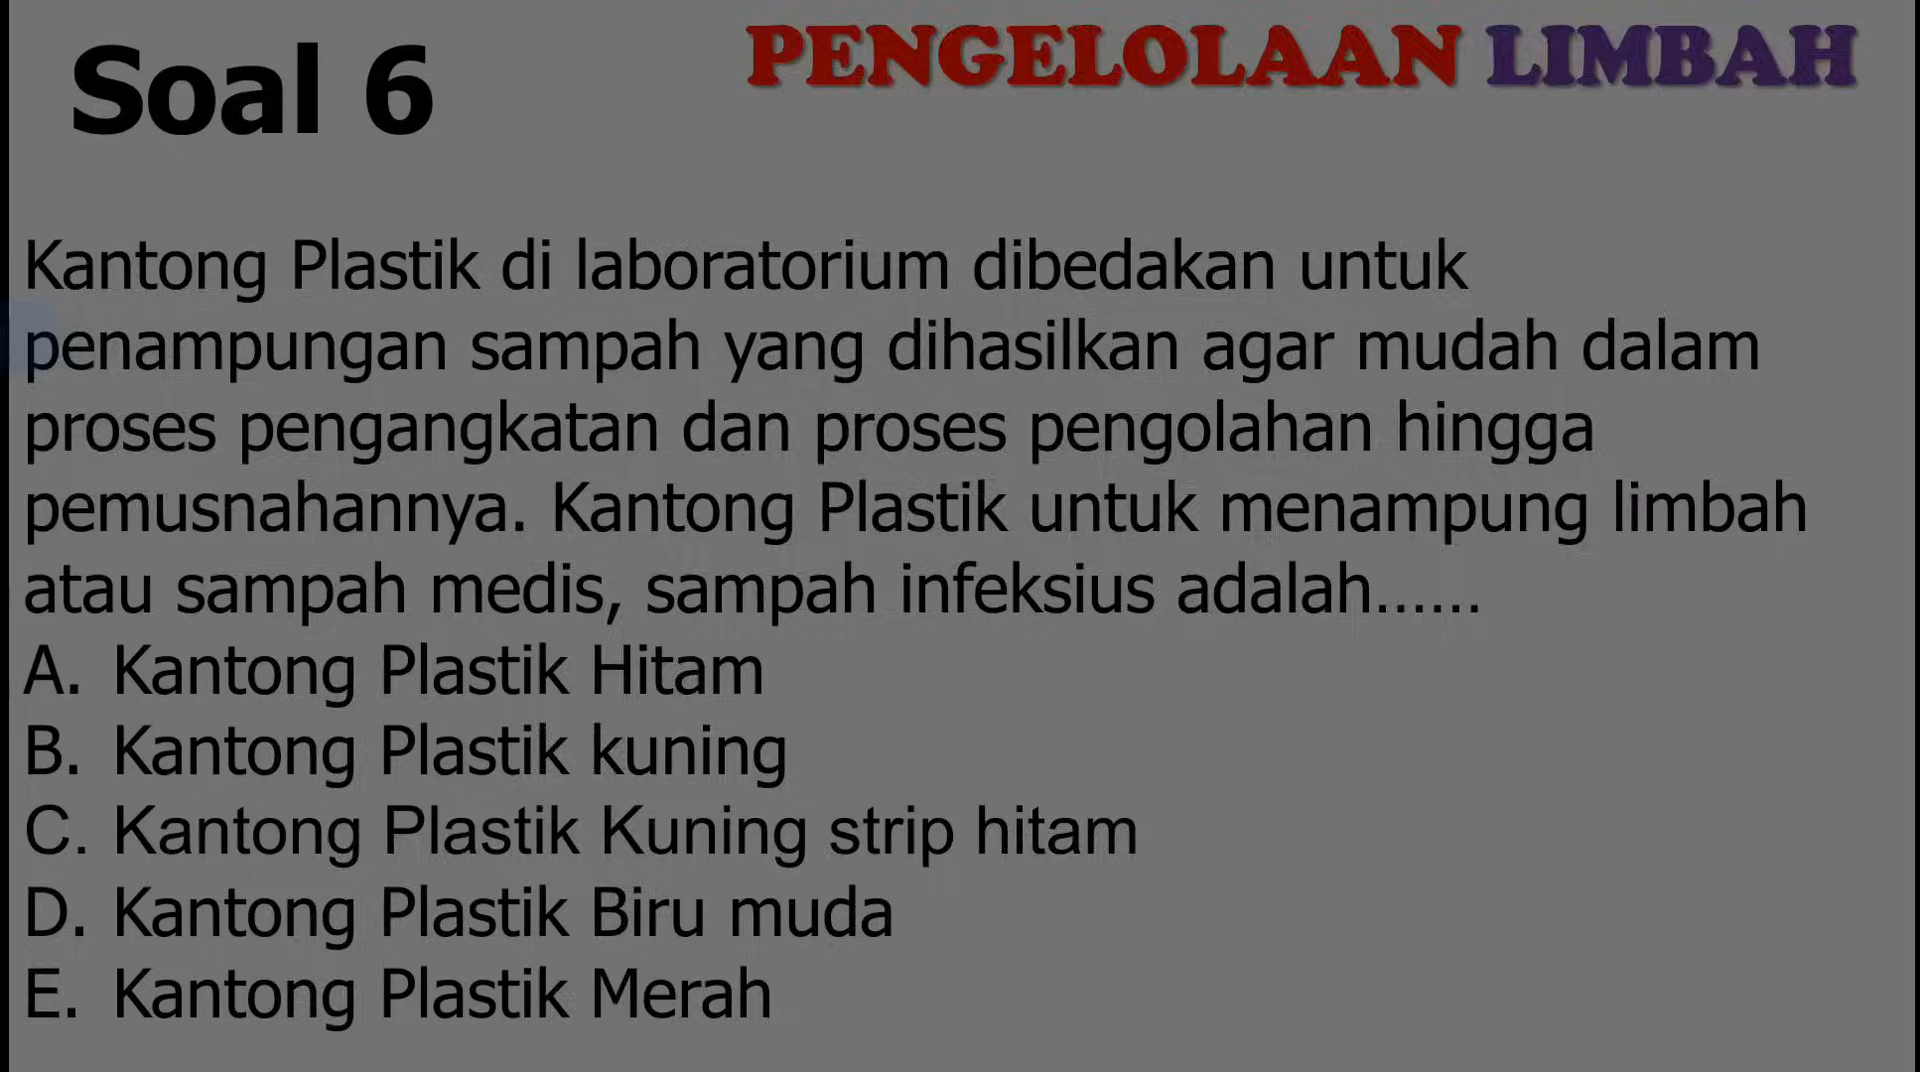 Soal 6
PENGELOLAAN LIMBAH
Kantong Plastik di laboratorium dibedakan untuk
penampungan sampah yang dihasilkan agar mudah dalam
proses pengangkatan dan proses pengolahan hingga
pemusnahannya. Kantong Plastik untuk menampung limbah
atau sampah medis, sampah infeksius adalah......
A. Kantong Plastik Hitam
B. Kantong Plastik kuning
C. Kantong Plastik Kuning strip hitam
D. Kantong Plastik Biru muda
E. Kantong Plastik Merah